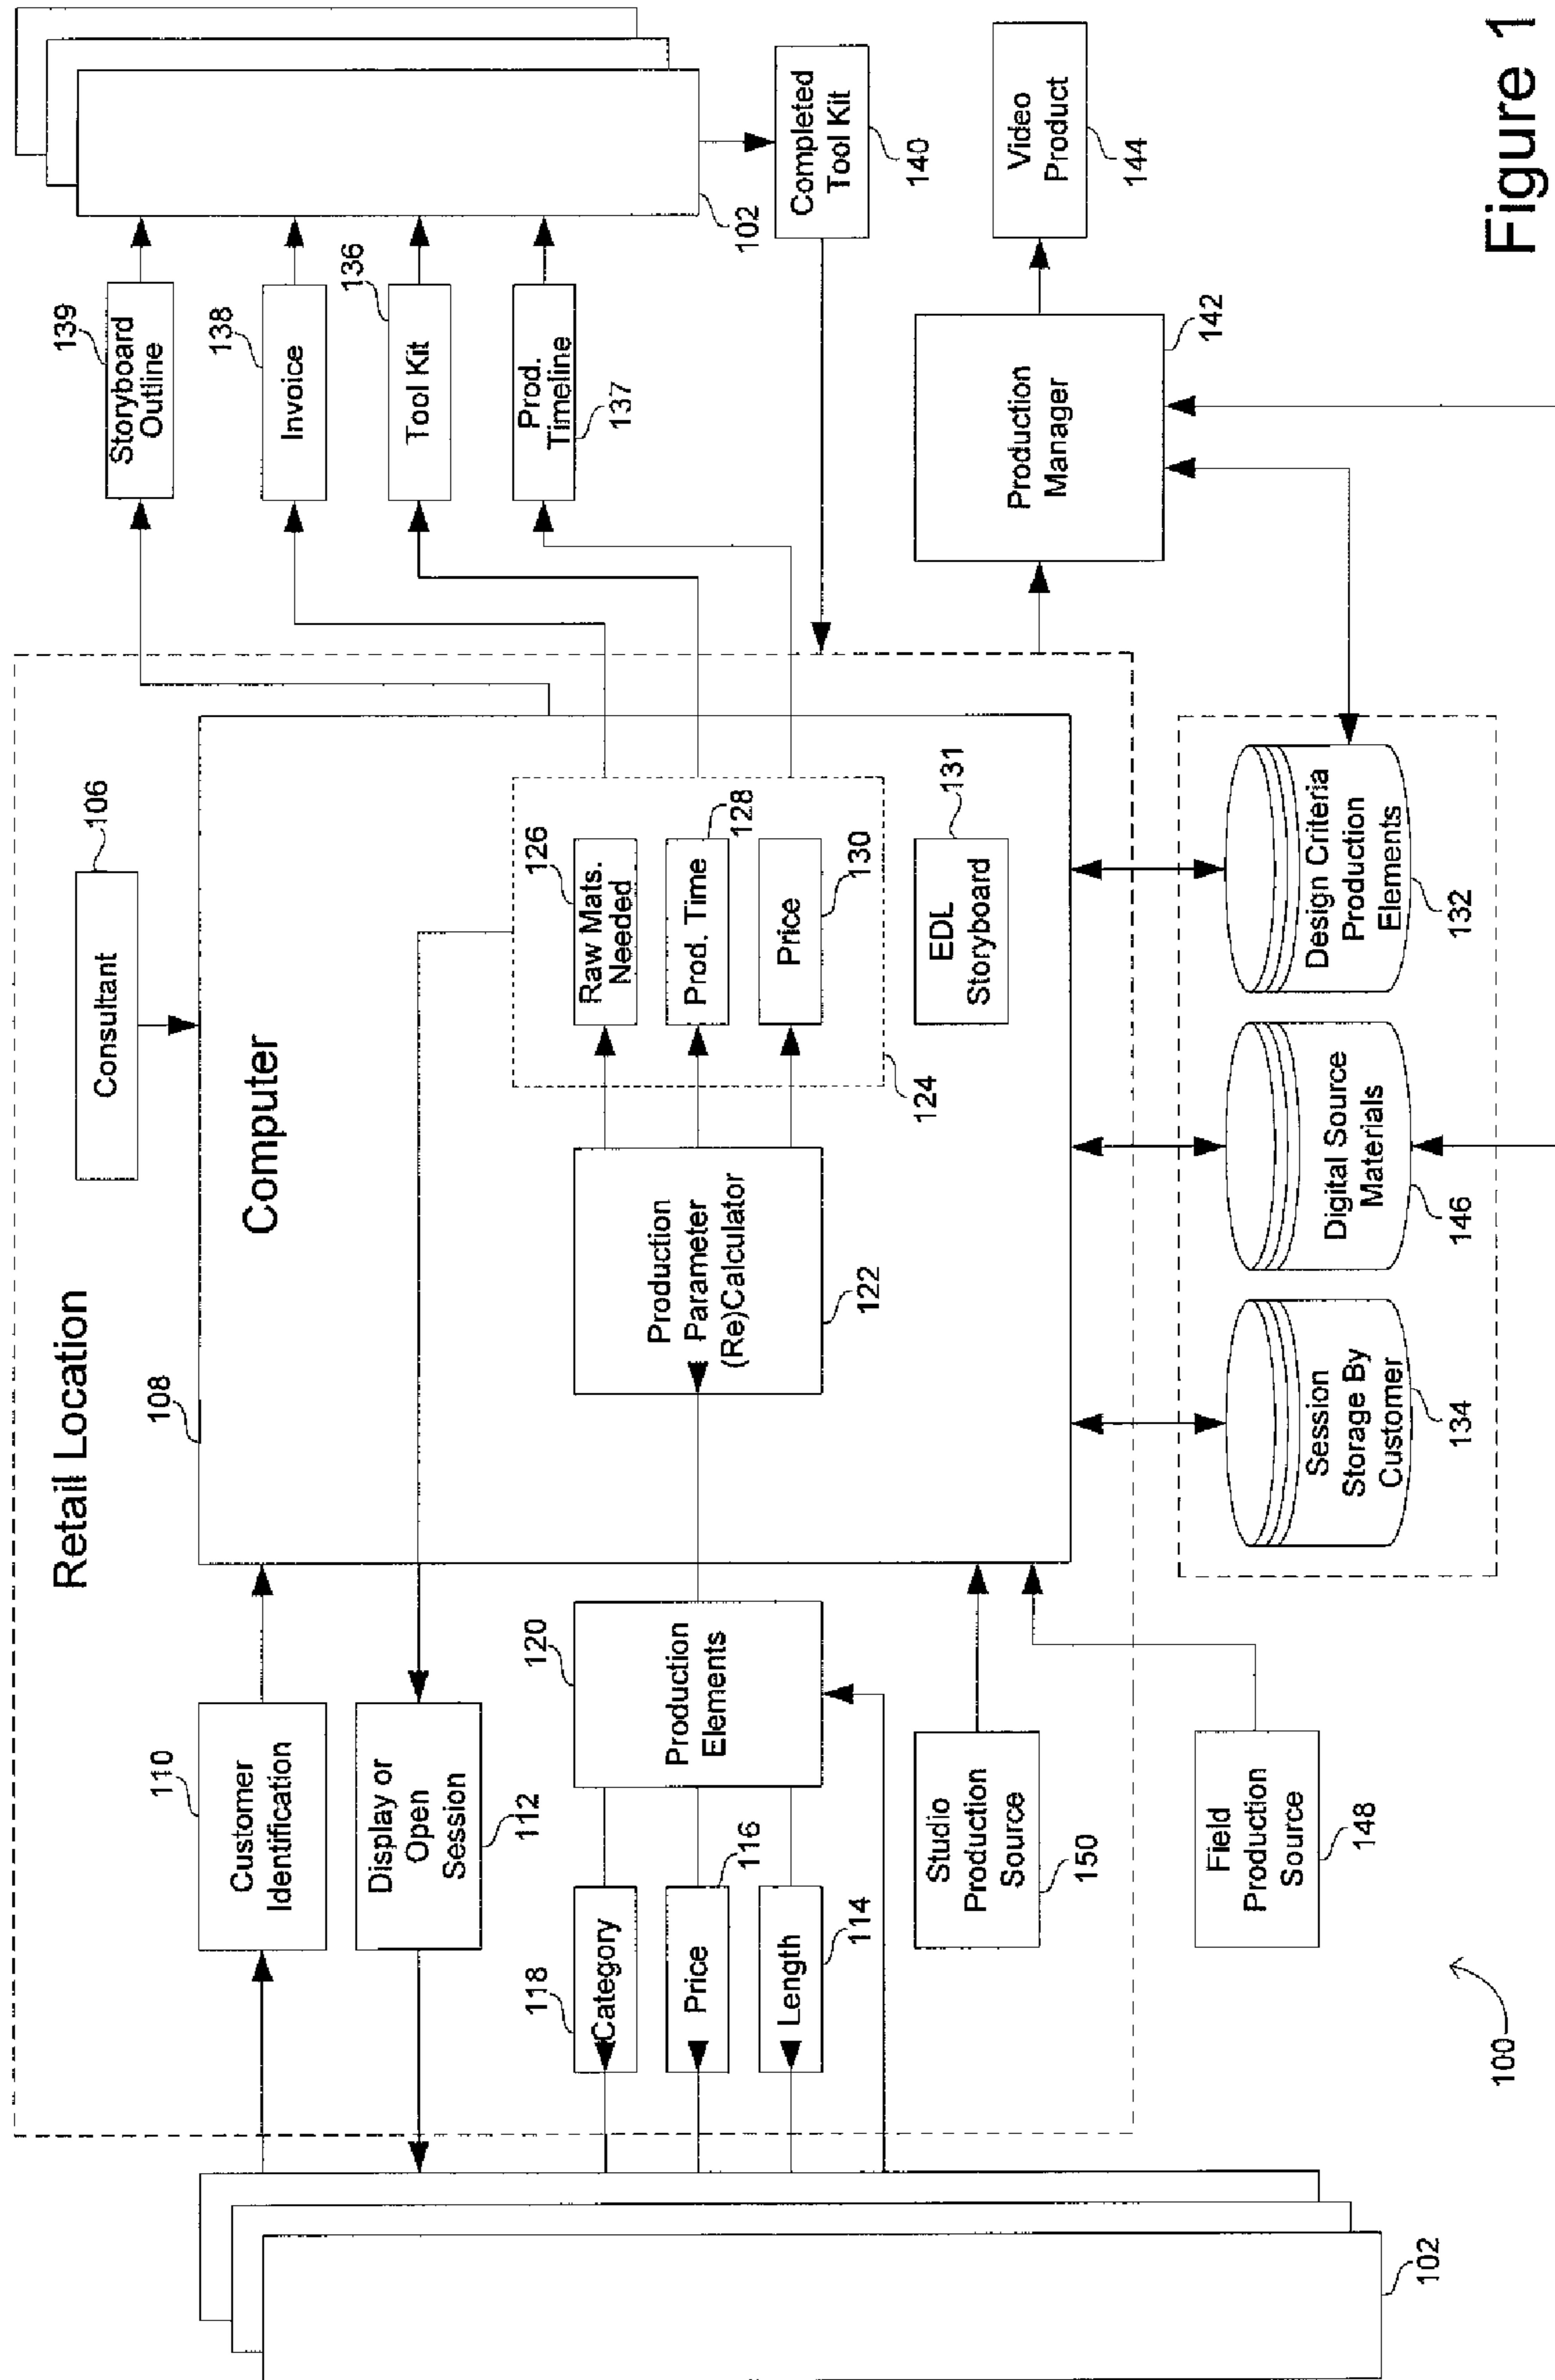 Retail Location
108
Computer
Consultant
106
110
Customer
Identification
Display or
Open
Session
112
118
Category
Price
116
Length
114
120
Production
Elements
Production
Parameter
(Re)Calculator
122
126
Raw Mats.
Needed
Prod. Time
128
Price
130
124
EDL
Storyboard
131
139
Storyboard
Outline
138
Invoice
136
Tool Kit
Prod.
Timeline
137
102
Completed
Tool Kit
140
Production
Manager
142
Video
Product
144
Studio
Production
Source
150
Field
Production
Source
148
Session
Storage By
Customer
134
Digital Source
Materials
146
Design Criteria
Production
Elements
132
102
100
Figure 1